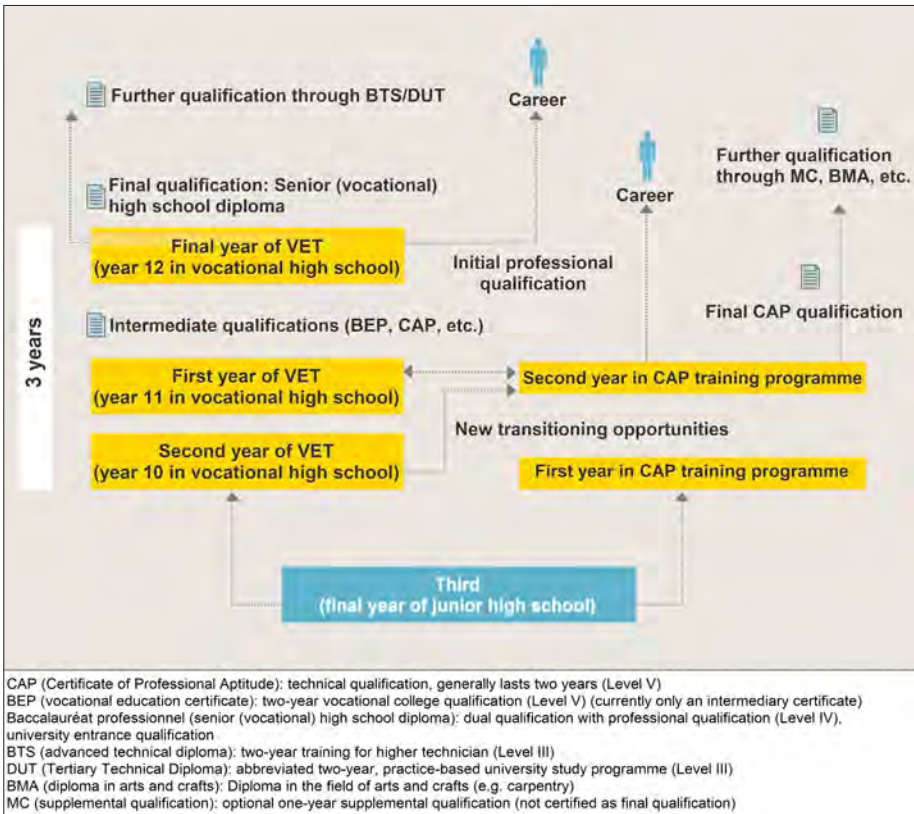 Further qualification through BTS/DUT
Career
Final qualification: Senior (vocational)
high school diploma
Career
Further qualification
through MC, BMA, etc.
Final year of VET
(year 12 in vocational high school)
Initial professional
qualification
3 years
Intermediate qualifications (BEP, CAP, etc.)
Final CAP qualification
First year of VET
(year 11 in vocational high school)
Second year in CAP training programme
New transitioning opportunities
Second year of VET
(year 10 in vocational high school)
First year in CAP training programme
Third
(final year of junior high school)
CAP (Certificate of Professional Aptitude): technical qualification, generally lasts two years (Level V)
BEP (vocational education certificate): two-year vocational college qualification (Level V) (currently only an intermediary certificate)
Baccalauréat professionnel (senior (vocational) high school diploma): dual qualification with professional qualification (Level IV),
university entrance qualification
BTS (advanced technical diploma): two-year training for higher technician (Level III)
DUT (Tertiary Technical Diploma): abbreviated two-year, practice-based university study programme (Level III)
BMA (diploma in arts and crafts): Diploma in the field of arts and crafts (e.g. carpentry)
MC (supplemental qualification): optional one-year supplemental qualification (not certified as final qualification)